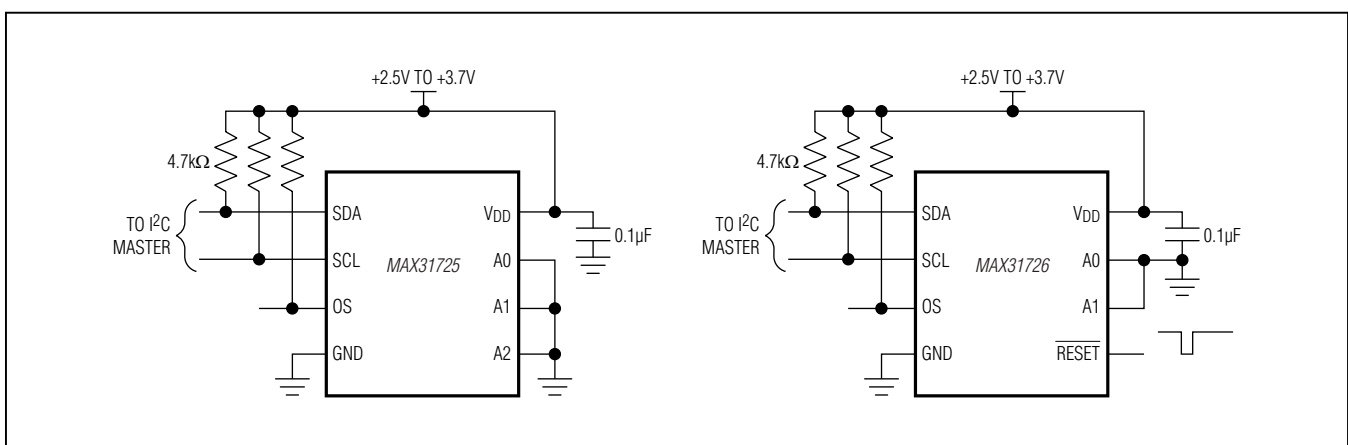 +2.5V TO +3.7V
4.7kΩ
TO I²C
MASTER
SDA
SCL
OS
GND
MAX31725
VDD
A0
A1
A2
0.1µF
+2.5V TO +3.7V
4.7kΩ
TO I²C
MASTER
SDA
SCL
OS
GND
MAX31726
VDD
A0
A1
RESET
0.1µF